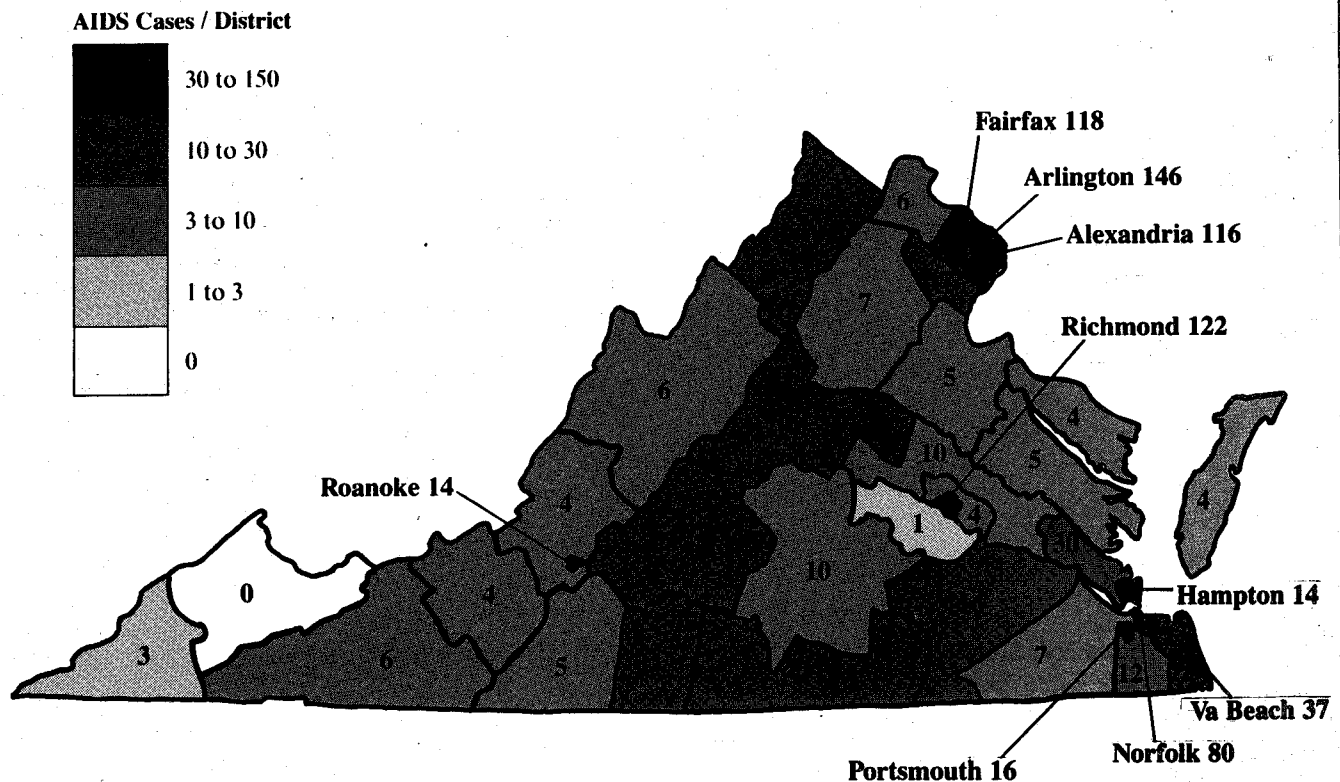 AIDS Cases / District
30 to 150
10 to 30
3 to 10
1 to 3
0
Fairfax 118
Arlington 146
Alexandria 116
6
7
Richmond 122
5
6
4
10
5
Roanoke 14
4
4
1
4
10
0
4
Hampton 14
3
6
5
7
12
Va Beach 37
Norfolk 80
Portsmouth 16